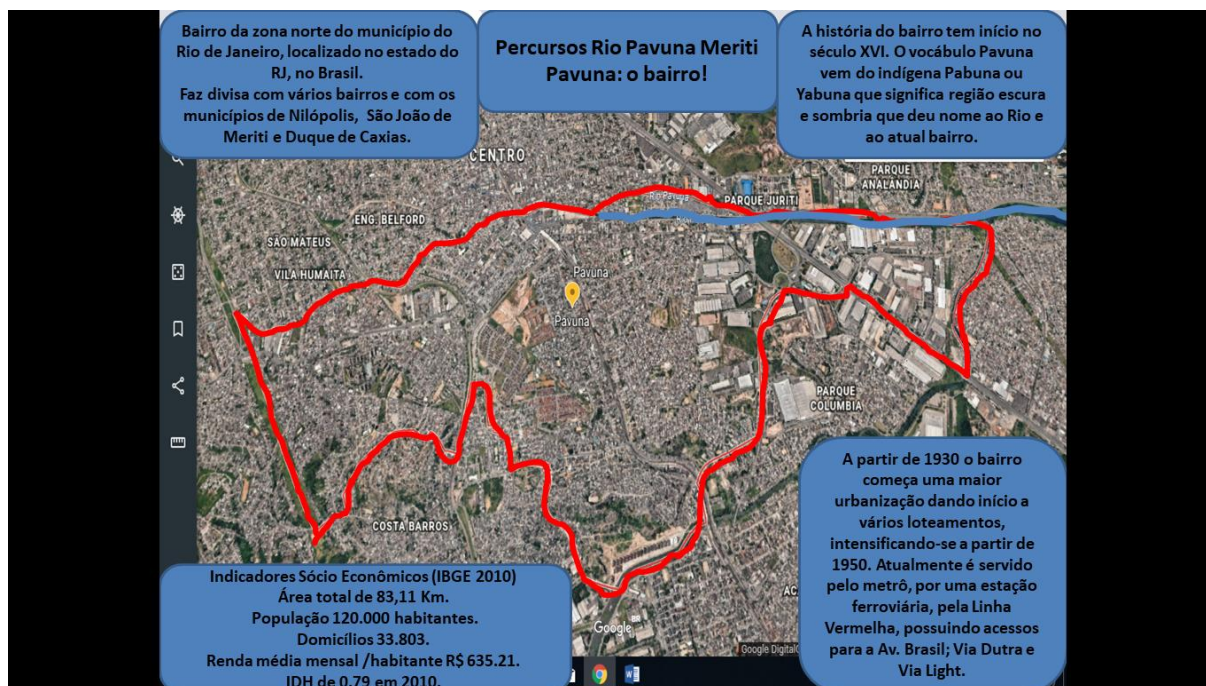 Bairro da zona norte do município do
Rio de Janeiro, localizado no estado do
RJ, no Brasil.
Faz divisa com vários bairros e com os
municípios de Nilópolis, São João de
Meriti e Duque de Caxias.
Percursos Rio Pavuna Meriti
Pavuna: o bairro!
A história do bairro tem início no
século XVI. O vocábulo Pavuna
vem do indígena Pabuna ou
Yabuna que significa região escura
e sombria que deu nome ao Rio e
ao atual bairro.
CENTRO
PARQUE
ANALANDIA
Rio Pavuna
PARQUE JURITI
ENG. BELFORD
SÃO MATEUS
VILA HUMAITA
Pavuna
Pavuna
PARQUE
COLUMBIA
COSTA BARROS
A partir de 1930 o bairro
começa uma maior
urbanização dando início a
vários loteamentos,
intensificando-se a partir de
1950. Atualmente é servido
pelo metrô, por uma estação
ferroviária, pela Linha
Vermelha, possuindo acessos
para a Av. Brasil; Via Dutra e
Via Light.
Indicadores Sócio Econômicos (IBGE 2010)
Área total de 83,11 Km.
População 120.000 habitantes.
Domicílios 33.803.
Renda média mensal /habitante R$ 635.21.
IDH de 0,79 em 2010.
Google
BR
Google